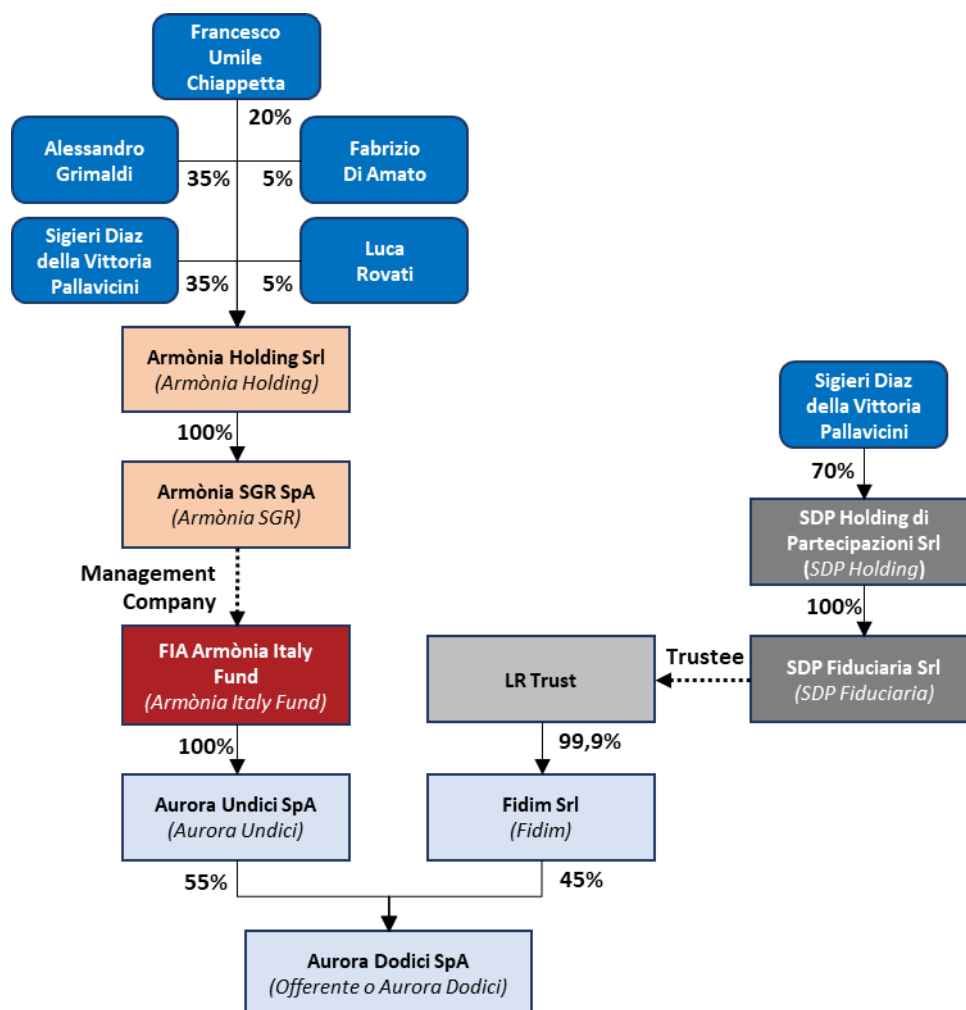 Francesco
Umile
Chiappetta
20%
Alessandro
Grimaldi
35%
5%
Fabrizio
Di Amato
Sigieri Diaz
della Vittoria
Pallavicini
35%
5%
Luca
Rovati
Armònia Holding Srl
(Armònia Holding)
100%
Armònia SGR SpA
(Armònia SGR)
Management
Company
FIA Armònia Italy
Fund
(Armònia Italy Fund)
100%
Aurora Undici SpA
(Aurora Undici)
55%
Sigieri Diaz
della Vittoria
Pallavicini
70%
SDP Holding di
Partecipazioni Srl
(SDP Holding)
100%
SDP Fiduciaria Srl
(SDP Fiduciaria)
Trustee
LR Trust
99,9%
Fidim Srl
(Fidim)
45%
Aurora Dodici SpA
(Offerente o Aurora Dodici)